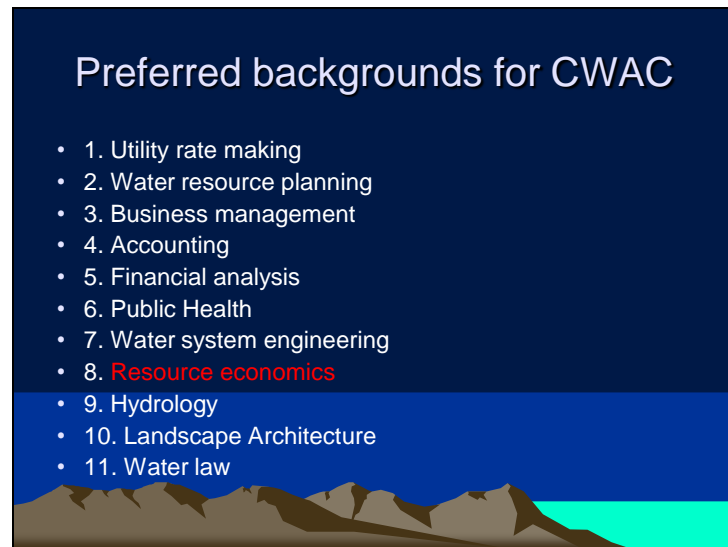 Preferred backgrounds for CWAC
• 1. Utility rate making
• 2. Water resource planning
• 3. Business management
• 4. Accounting
• 5. Financial analysis
• 6. Public Health
• 7. Water system engineering
• 8. Resource economics
• 9. Hydrology
• 10. Landscape Architecture
• 11. Water law